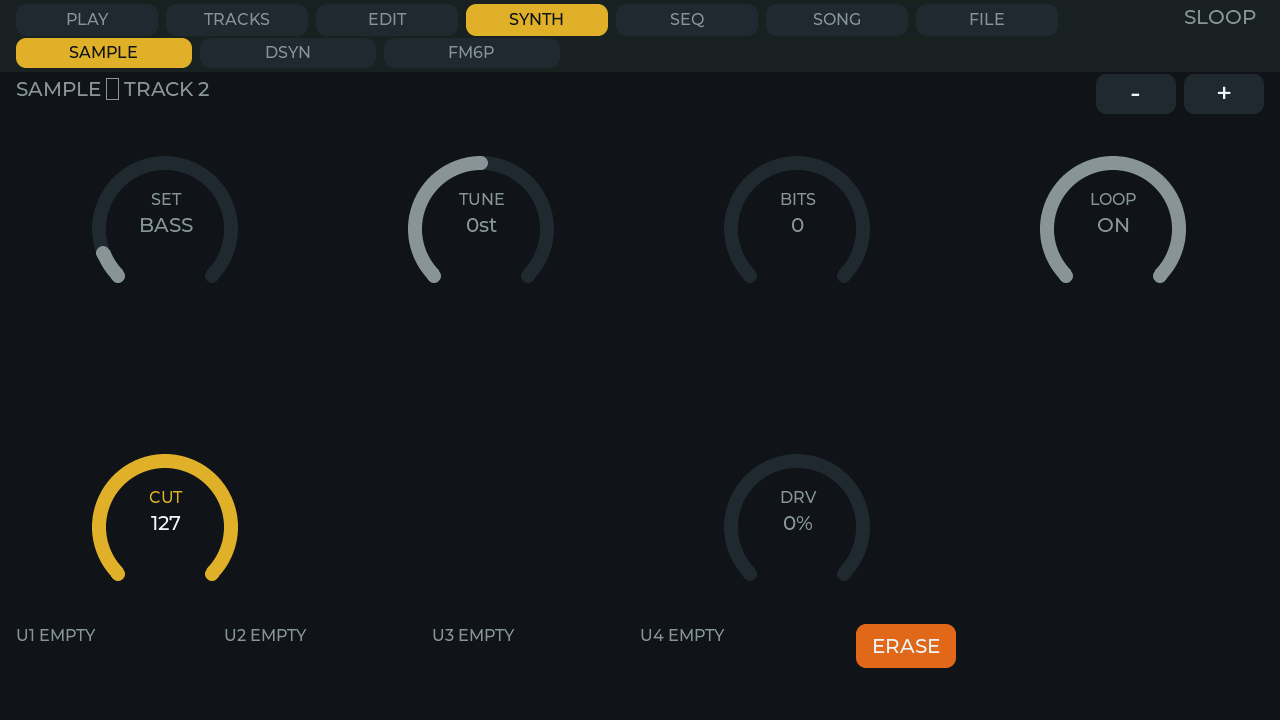 PLAY TRACKS EDIT SYNTH SEQ SONG FILE SLOOP
SAMPLE DSYN FM6P
SAMPLE TRACK 2 - +
SET TUNE BITS LOOP
BASS 0st 0 ON
CUT DRV
127 0%
U1 EMPTY U2 EMPTY U3 EMPTY U4 EMPTY ERASE